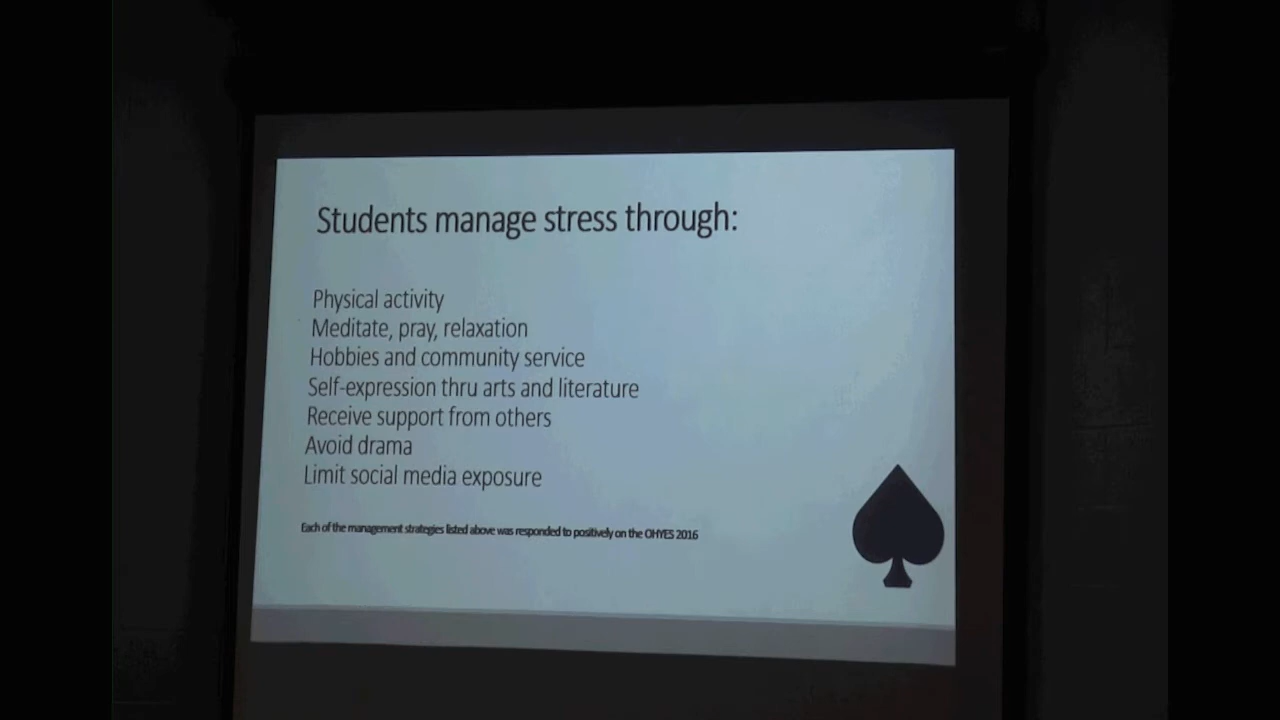 Students manage stress through:
Physical activity
Meditate, pray, relaxation
Hobbies and community service
Self-expression thru arts and literature
Receive support from others
Avoid drama
Limit social media exposure
Each of the management strategies listed above was responded to positively on the OHYES 2016